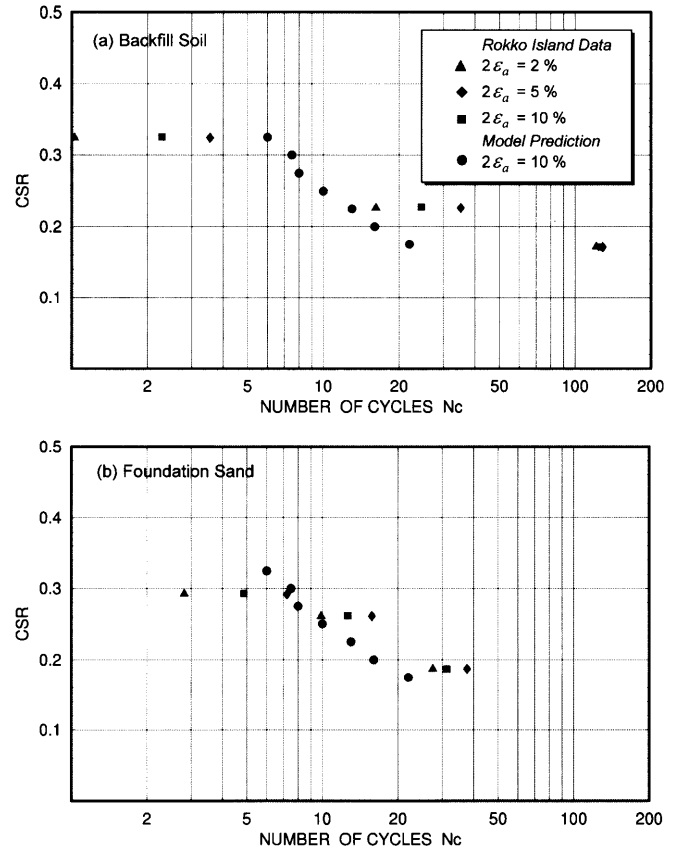 0.5
(a) Backfill Soil
Rokko Island Data
▲ 2εa = 2 %
◆ 2εa = 5 %
■ 2εa = 10 %
Model Prediction
● 2εa = 10 %
0.4
0.3
0.2
0.1
CSR
2 5 10 20 50 100 200
NUMBER OF CYCLES Nc
0.5
(b) Foundation Sand
0.4
0.3
0.2
0.1
CSR
2 5 10 20 50 100 200
NUMBER OF CYCLES Nc